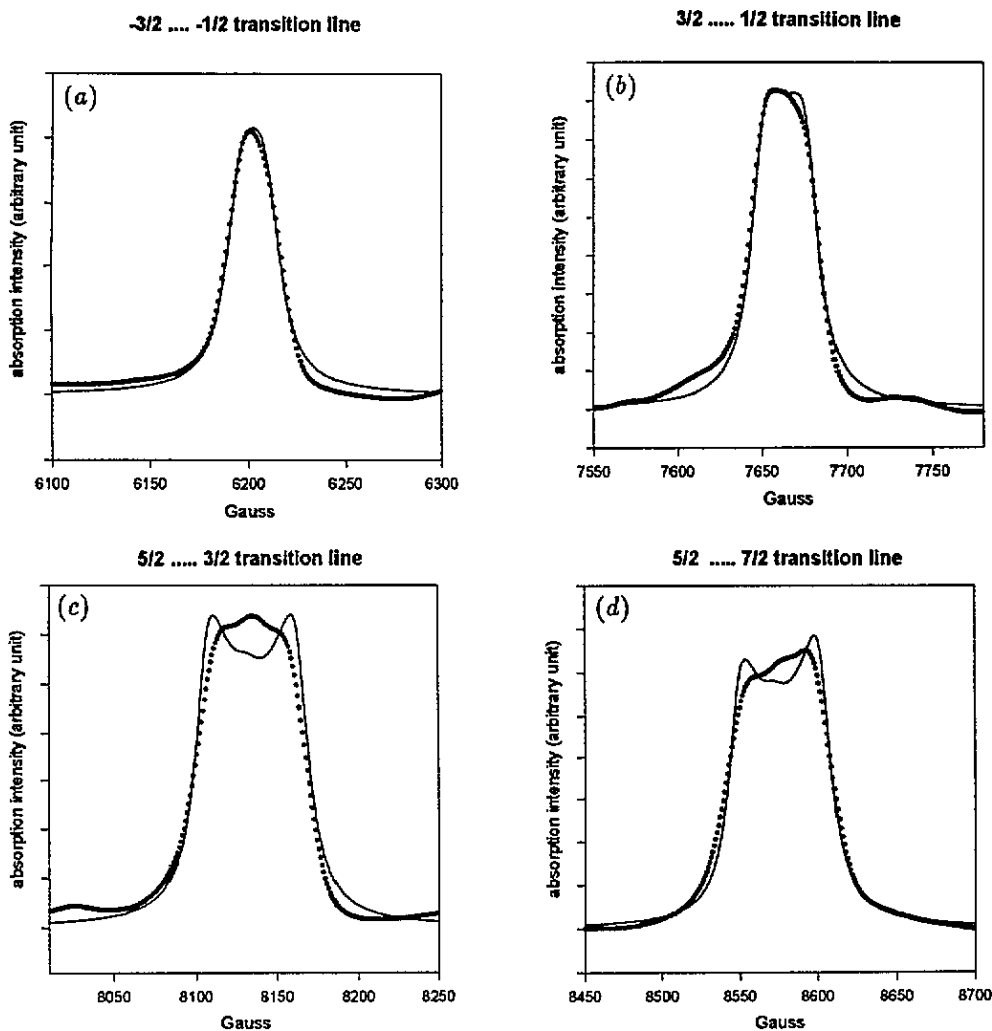 -3/2 .... -1/2 transition line
3/2 ..... 1/2 transition line
(a)
absorption intensity (arbitrary unit)
6100 6150 6200 6250 6300
Gauss
(b)
absorption intensity (arbitrary unit)
7550 7600 7650 7700 7750
Gauss
5/2 ..... 3/2 transition line
5/2 ..... 7/2 transition line
(c)
absorption intensity (arbitrary unit)
8050 8100 8150 8200 8250
Gauss
(d)
absorption intensity (arbitrary unit)
8450 8500 8550 8600 8650 8700
Gauss